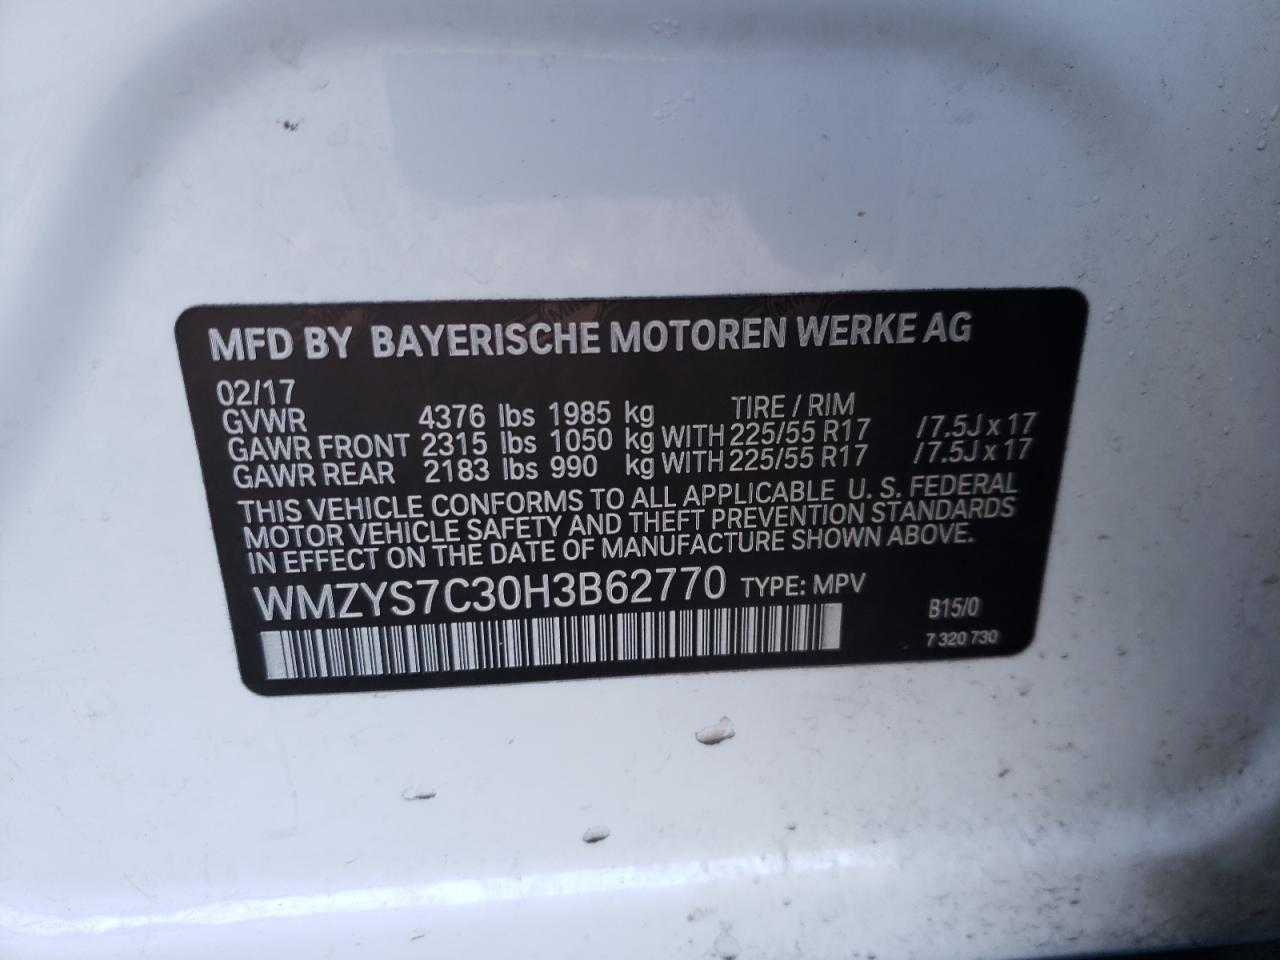 MFD BY BAYERISCHE MOTOREN WERKE AG
02/17
GVWR 4376 lbs 1985 kg TIRE / RIM
GAWR FRONT 2315 lbs 1050 kg WITH 225/55 R17 /7.5J x 17
GAWR REAR 2183 lbs 990 kg WITH 225/55 R17 /7.5J x 17
THIS VEHICLE CONFORMS TO ALL APPLICABLE U. S. FEDERAL
MOTOR VEHICLE SAFETY AND THEFT PREVENTION STANDARDS
IN EFFECT ON THE DATE OF MANUFACTURE SHOWN ABOVE.
WMZYS7C30H3B62770 TYPE: MPV
B15/0
7 320 730